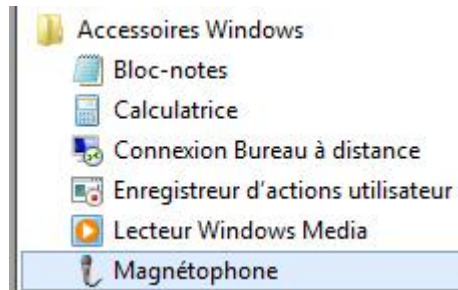 Accessoires Windows
Bloc-notes
Calculatrice
Connexion Bureau à distance
Enregistreur d'actions utilisateur
Lecteur Windows Media
Magnétophone